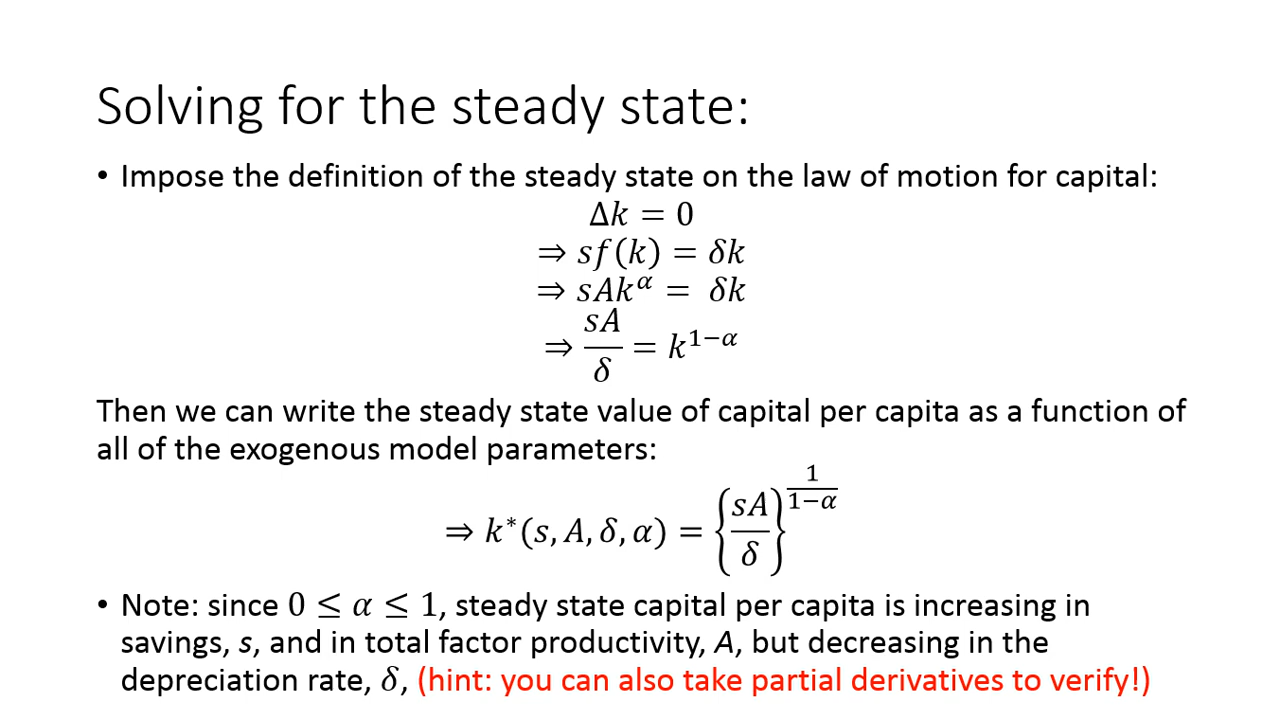 Solving for the steady state:
• Impose the definition of the steady state on the law of motion for capital:
Δk = 0
⇒ sf(k) = δk
⇒ sAk^α = δk
⇒ \frac{sA}{δ} = k^{1−α}
Then we can write the steady state value of capital per capita as a function of
all of the exogenous model parameters:
⇒ k*(s, A, δ, α) = {\frac{sA}{δ}}^{\frac{1}{1−α}}
• Note: since 0 ≤ α ≤ 1, steady state capital per capita is increasing in
savings, s, and in total factor productivity, A, but decreasing in the
depreciation rate, δ, (hint: you can also take partial derivatives to verify!)